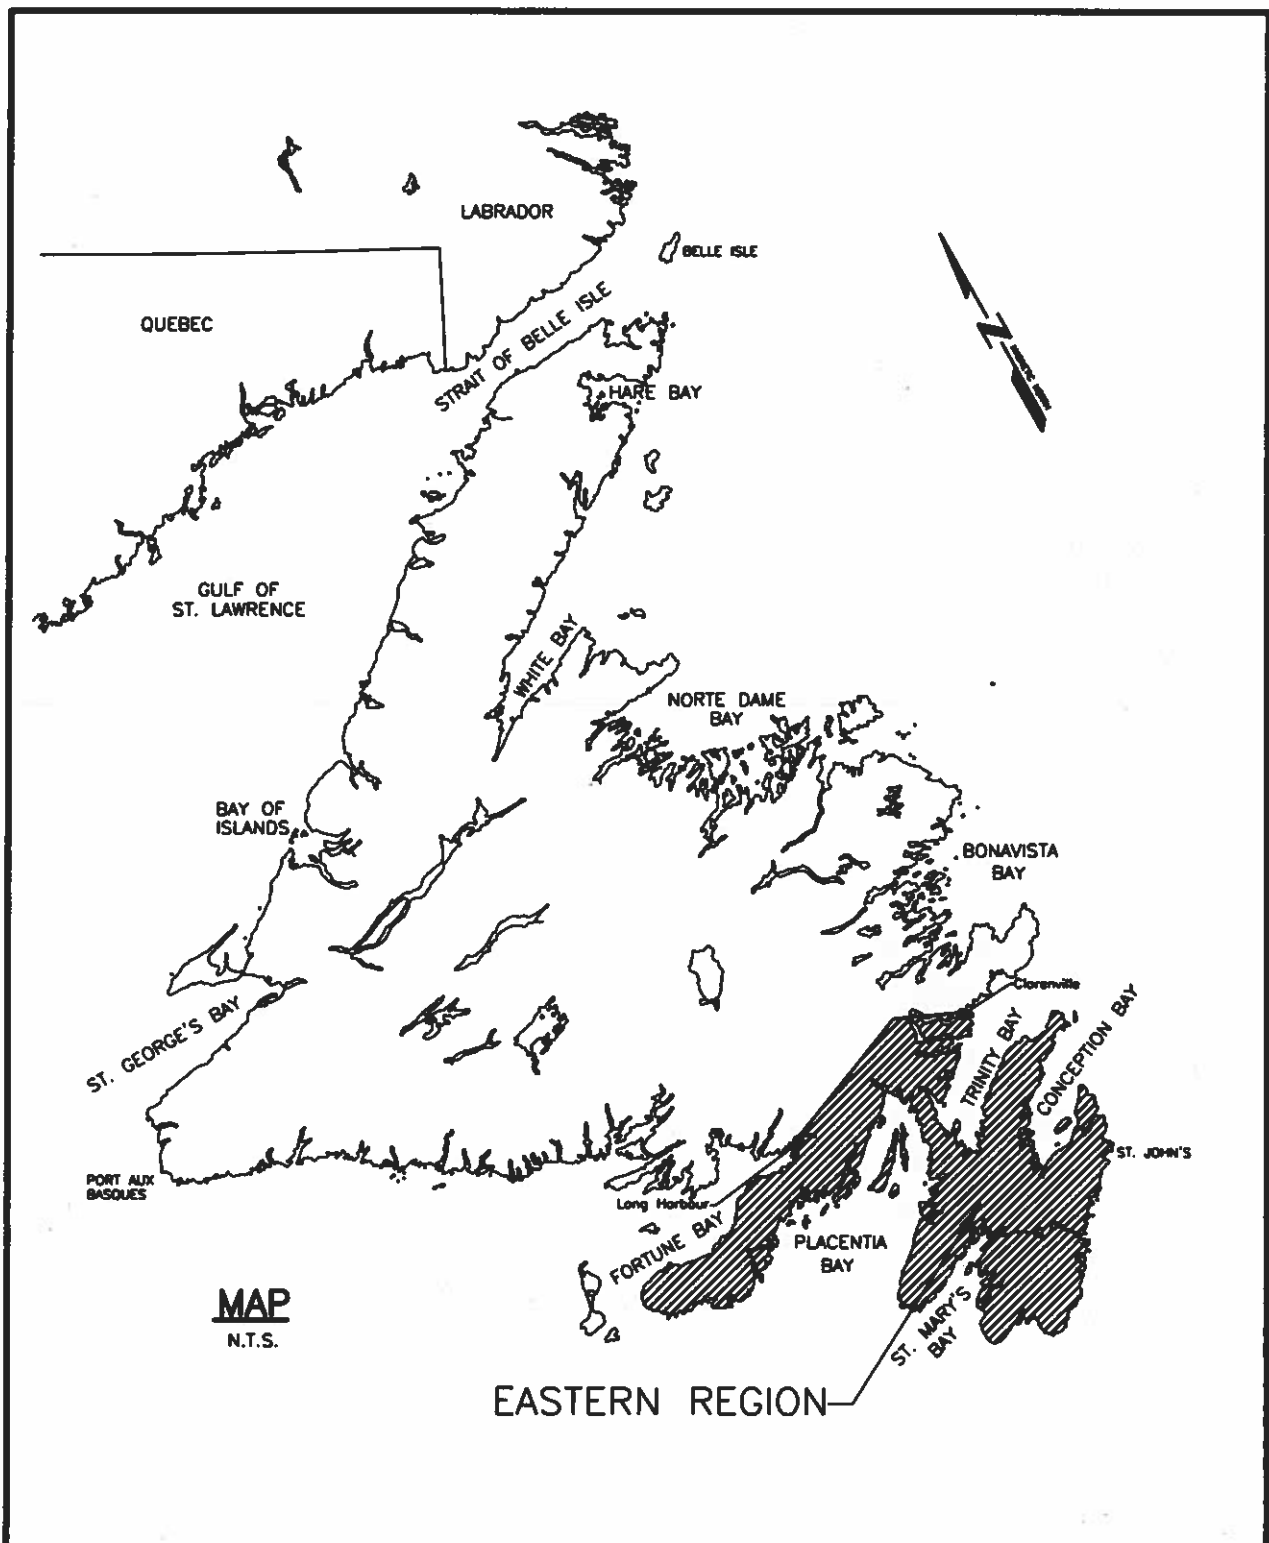 LABRADOR
BELLE ISLE
QUEBEC
STRAIT OF BELLE ISLE
HARE BAY
N
MAGNETIC NORTH
GULF OF
ST. LAWRENCE
WHITE BAY
NORTE DAME
BAY
BAY OF
ISLANDS
BONAVISTA
BAY
Clarenville
ST. GEORGE'S BAY
TRINITY BAY
CONCEPTION BAY
ST. JOHN'S
PORT AUX
BASQUES
Long Harbour
FORTUNE BAY
PLACENTIA
BAY
MAP
N.T.S.
ST. MARY'S
BAY
EASTERN REGION